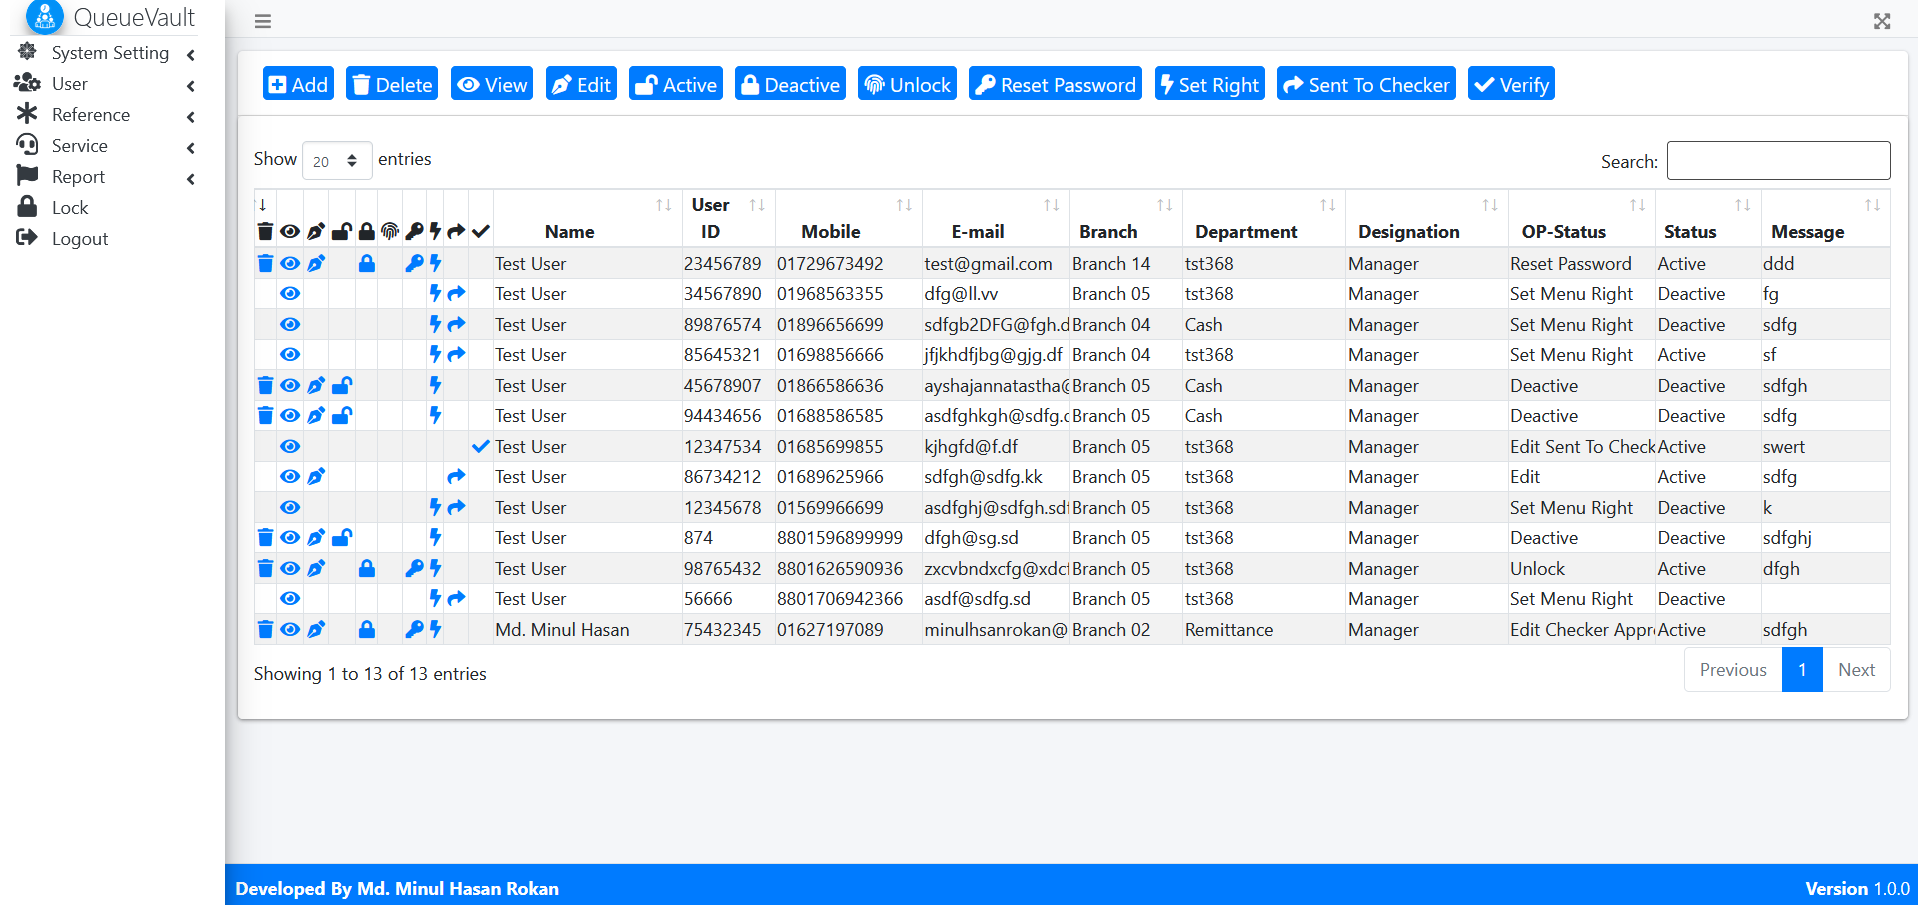 QueueVault
System Setting
User
Reference
Service
Report
Lock
Logout
Add Delete View Edit Active Deactive Unlock Reset Password Set Right Sent To Checker Verify
Show 20 entries
Search:
Name User ID Mobile E-mail Branch Department Designation OP-Status Status Message
Test User 23456789 01729673492 test@gmail.com Branch 14 tst368 Manager Reset Password Active ddd
Test User 34567890 01968563355 dfg@ll.vv Branch 05 tst368 Manager Set Menu Right Deactive fg
Test User 89876574 01896656699 sdfgb2DFG@fgh.d Branch 04 Cash Manager Set Menu Right Deactive sdfg
Test User 85645321 01698856666 jfjkhdfjbg@gjg.df Branch 04 tst368 Manager Set Menu Right Active sf
Test User 45678907 01866586636 ayshajannatastha@ Branch 05 Cash Manager Deactive Deactive sdfgh
Test User 94434656 01688586585 asdfghkgh@sdfg.c Branch 05 Cash Manager Deactive Deactive sdfg
Test User 12347534 01685699855 kjhgfd@f.df Branch 05 tst368 Manager Edit Sent To Check Active swert
Test User 86734212 01689625966 sdfgh@sdfg.kk Branch 05 tst368 Manager Edit Active sdfg
Test User 12345678 01569966699 asdfghj@sdfgh.sdf Branch 05 tst368 Manager Set Menu Right Deactive k
Test User 874 8801596899999 dfgh@sg.sd Branch 05 tst368 Manager Deactive Deactive sdfghj
Test User 98765432 8801626590936 zxcvbndxcfg@xdcf Branch 05 tst368 Manager Unlock Active dfgh
Test User 56666 8801706942366 asdf@sdfg.sd Branch 05 tst368 Manager Set Menu Right Deactive
Md. Minul Hasan 75432345 01627197089 minulhsanrokan@ Branch 02 Remittance Manager Edit Checker Appr Active sdfgh
Showing 1 to 13 of 13 entries
Previous 1 Next
Developed By Md. Minul Hasan Rokan
Version 1.0.0